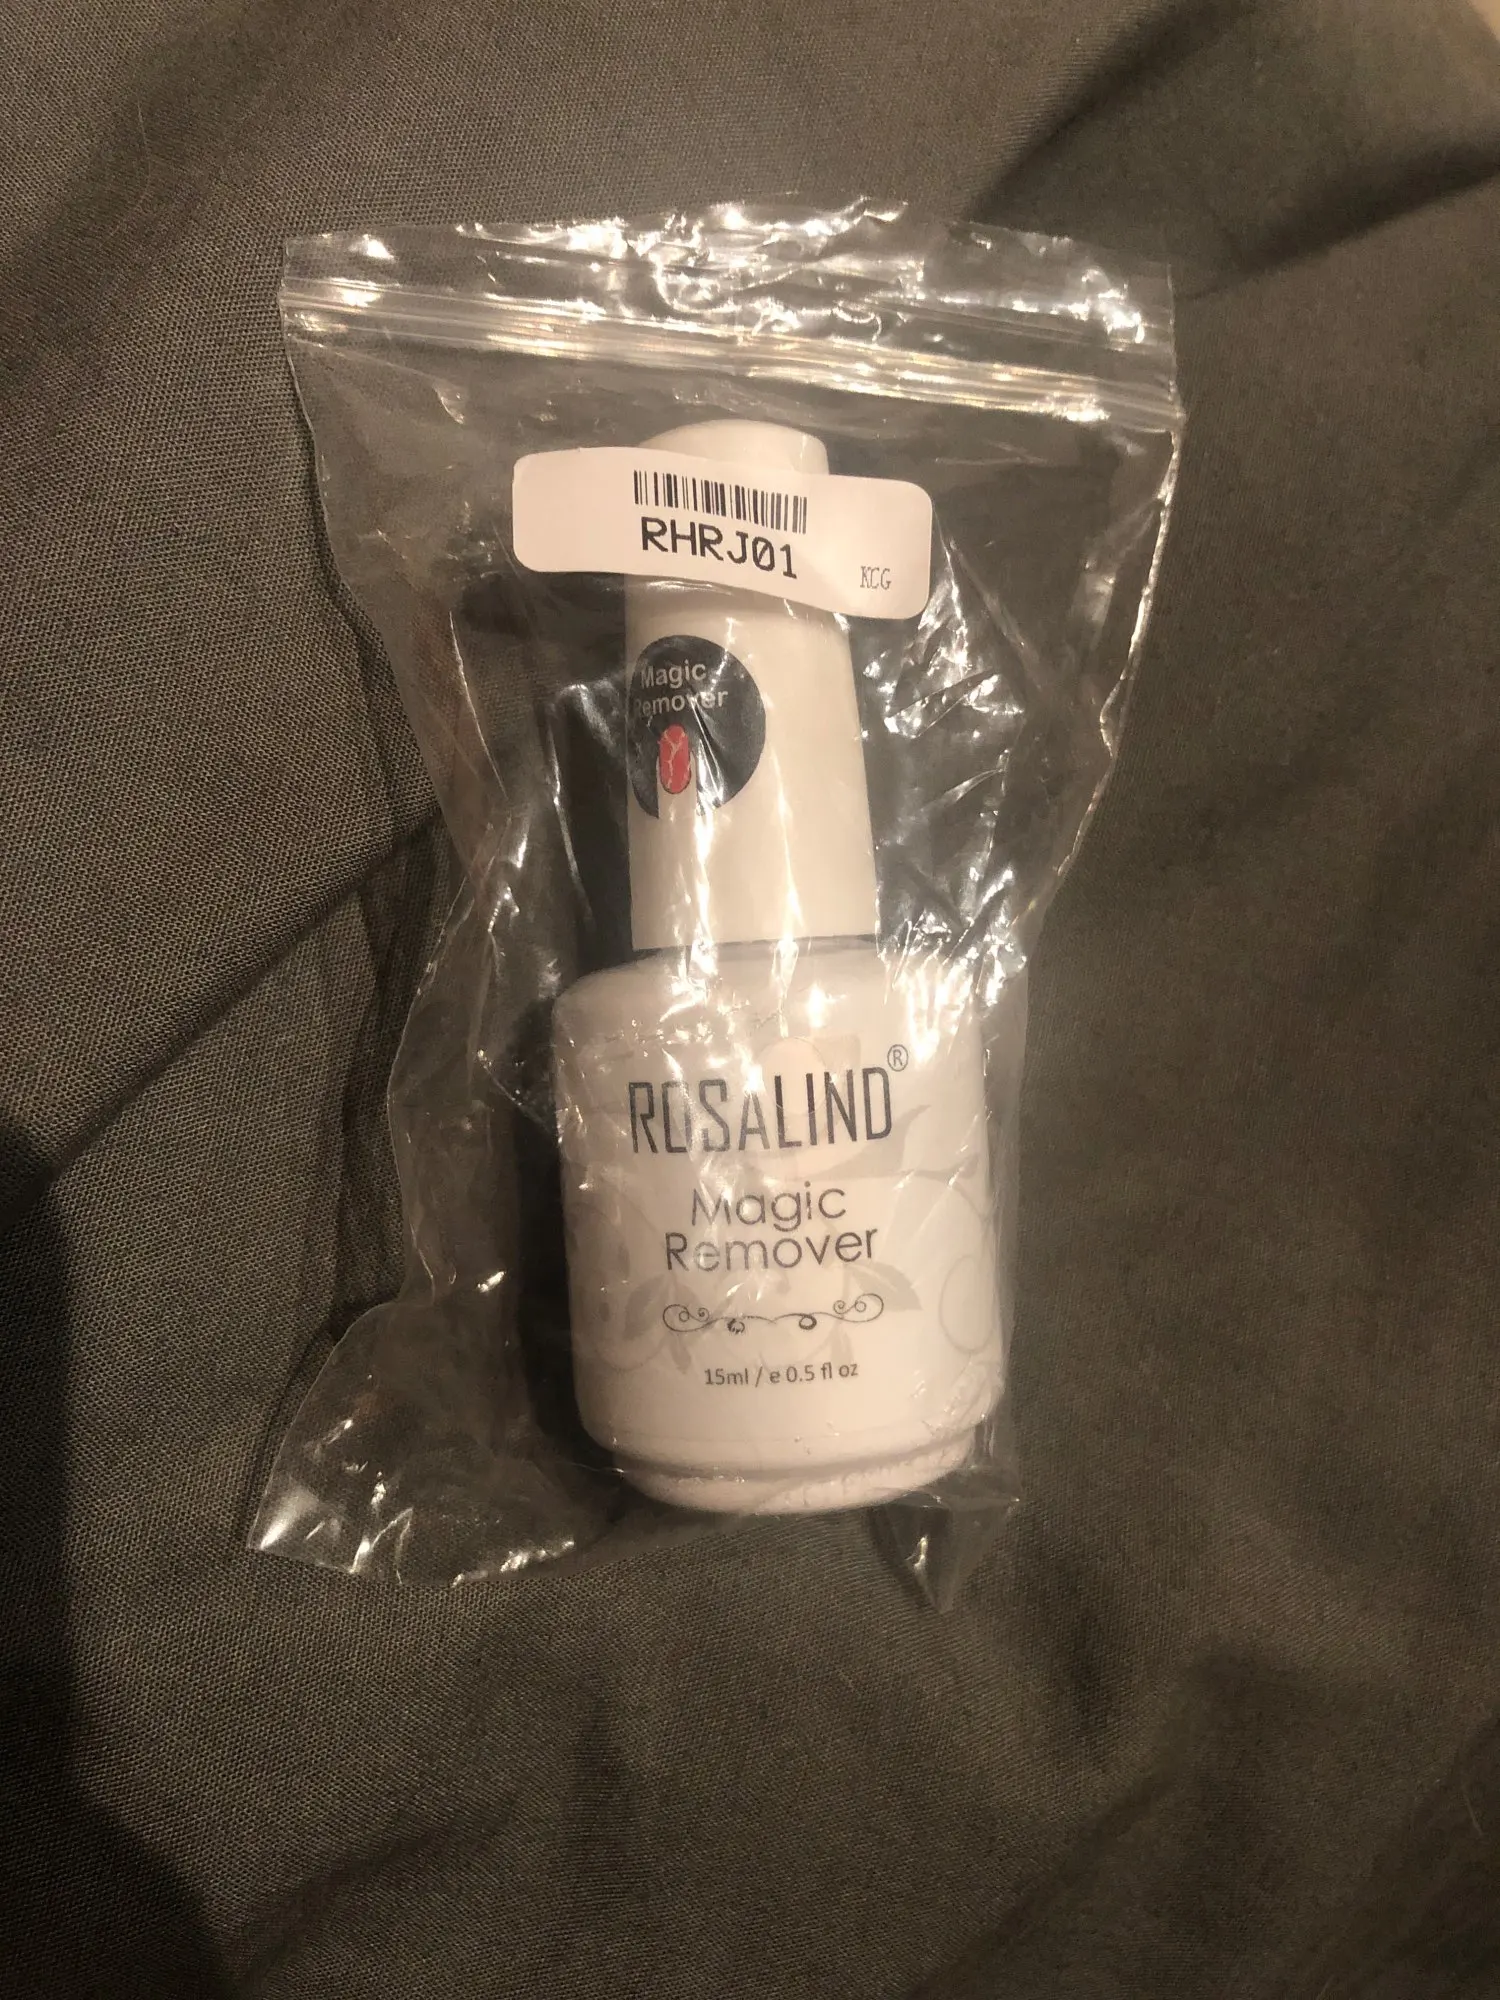 RHRJ01
KCG
Magic
Remover
ROSALIND®
Magic
Remover
15ml / e 0.5 fl oz